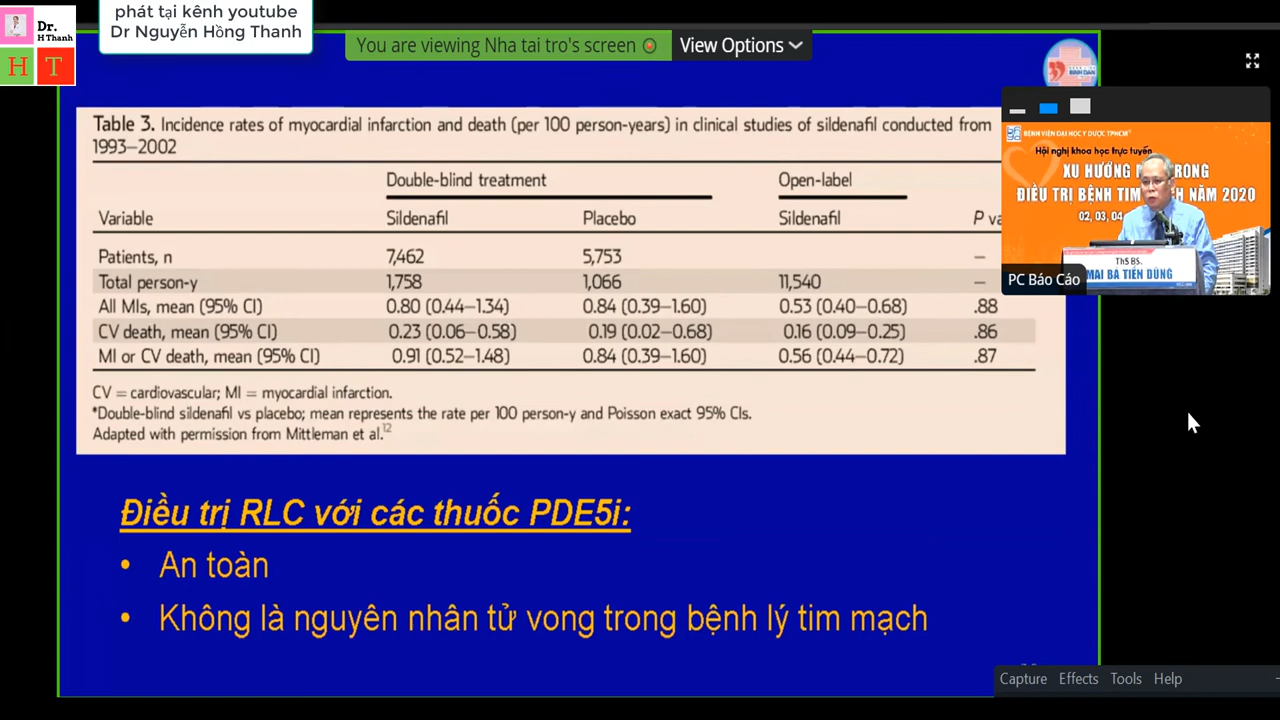 phát tại kênh youtube
Dr Nguyễn Hồng Thanh
Dr.
H Thanh
H T
You are viewing Nha tai tro's screen
View Options
Table 3. Incidence rates of myocardial infarction and death (per 100 person-years) in clinical studies of sildenafil conducted from
1993–2002
Double-blind treatment Open-label
Variable Sildenafil Placebo Sildenafil P
Patients, n 7,462 5,753 –
Total person-y 1,758 1,066 11,540 –
All MIs, mean (95% CI) 0.80 (0.44–1.34) 0.84 (0.39–1.60) 0.53 (0.40–0.68) .88
CV death, mean (95% CI) 0.23 (0.06–0.58) 0.19 (0.02–0.68) 0.16 (0.09–0.25) .86
MI or CV death, mean (95% CI) 0.91 (0.52–1.48) 0.84 (0.39–1.60) 0.56 (0.44–0.72) .87
CV = cardiovascular; MI = myocardial infarction.
*Double-blind sildenafil vs placebo; mean represents the rate per 100 person-y and Poisson exact 95% CIs.
Adapted with permission from Mittleman et al.12
Điều trị RLC với các thuốc PDE5i:
• An toàn
• Không là nguyên nhân tử vong trong bệnh lý tim mạch
BỆNH VIỆN ĐẠI HỌC Y DƯỢC TPHCM
Hội nghị khoa học trực tuyến
XU HƯỚNG TRONG
ĐIỀU TRỊ BỆNH TIM NĂM 2020
02, 03, 04
ThS BS.
MAI BÁ TIẾN DŨNG
PC Báo Cáo
Capture Effects Tools Help